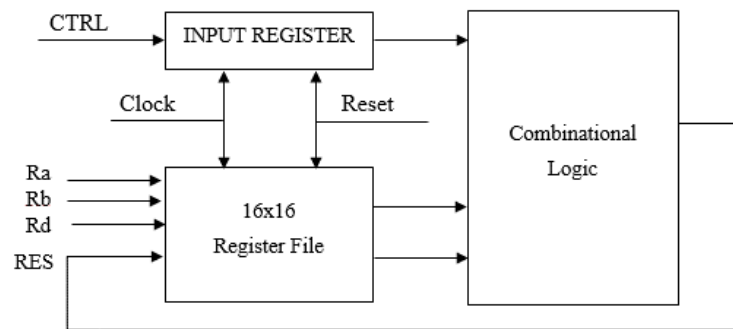 CTRL
INPUT REGISTER
Clock
Reset
Combinational
Logic
Ra
Rb
Rd
RES
16x16
Register File